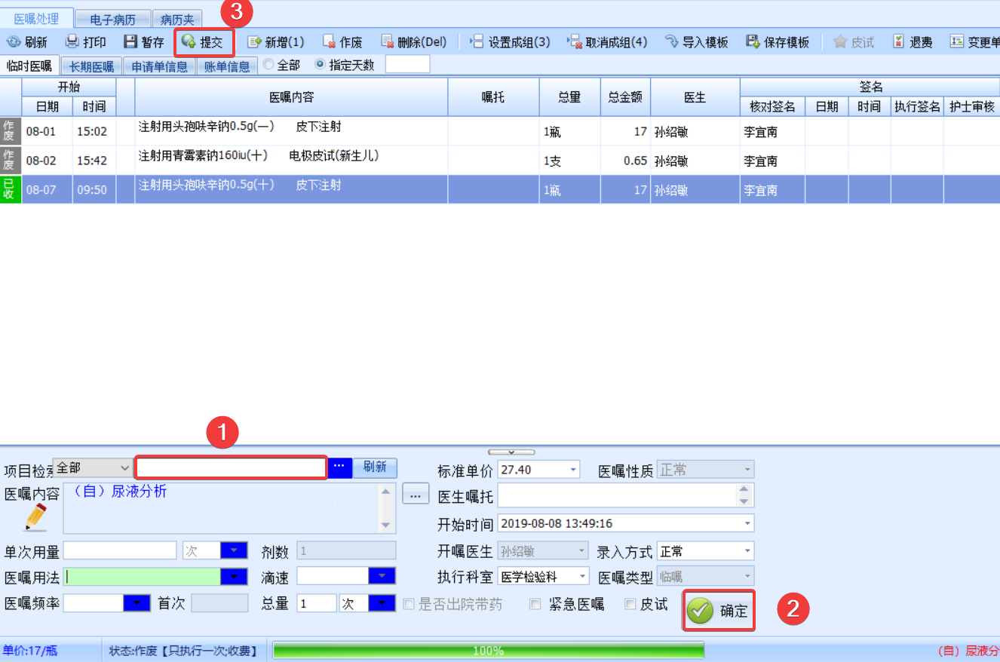 3
医嘱处理 电子病历 病历夹
刷新 打印 暂存 提交 新增(1) 作废 删除(Del) 设置成组(3) 取消成组(4) 导入模板 保存模板 皮试 退费 变更单
临时医嘱 长期医嘱 申请单信息 账单信息 全部 指定天数
开始 医嘱内容 嘱托 总量 总金额 医生 签名
日期 时间 核对签名 日期 时间 执行签名 护士审核
作废 08-01 15:02 注射用头孢呋辛钠0.5g(一) 皮下注射 1瓶 17 孙绍敏 李宜南
作废 08-02 15:42 注射用青霉素钠160iu(十) 电极皮试(新生儿) 1支 0.65 孙绍敏 李宜南
已收 08-07 09:50 注射用头孢呋辛钠0.5g(十) 皮下注射 1瓶 17 孙绍敏 李宜南
1
项目检索 全部 ... 刷新 标准单价 27.40 医嘱性质 正常
医嘱内容 （自）尿液分析 ... 医生嘱托
开始时间 2019-08-08 13:49:16
单次用量 次 剂数 1 开嘱医生 孙绍敏 录入方式 正常
医嘱用法 滴速 执行科室 医学检验科 医嘱类型 临嘱
医嘱频率 首次 总量 1 次 是否出院带药 紧急医嘱 皮试 确定 2
单价:17/瓶 状态:作废【只执行一次;收费】 100% （自）尿液分